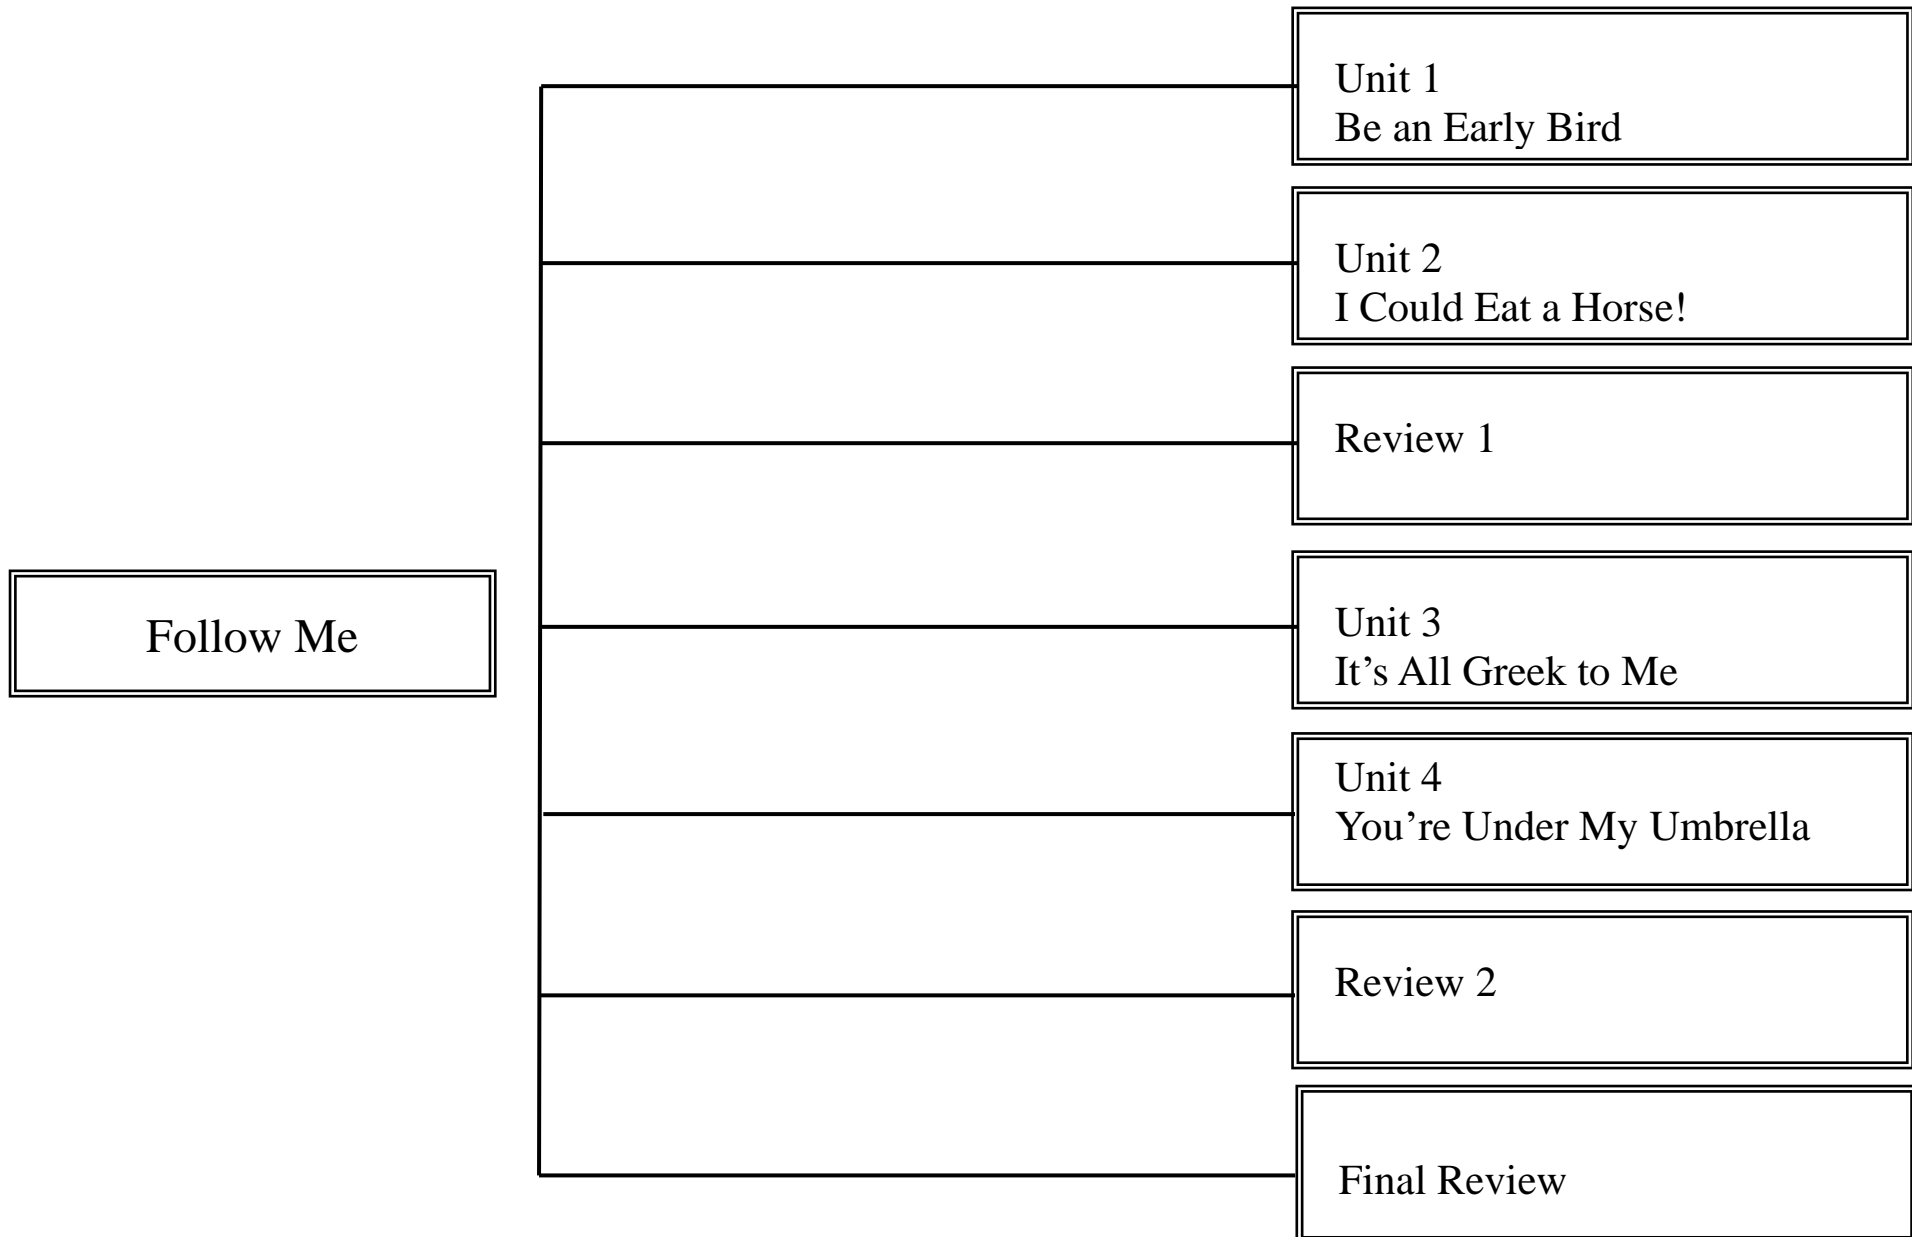 Follow Me
Unit 1
Be an Early Bird
Unit 2
I Could Eat a Horse!
Review 1
Unit 3
It’s All Greek to Me
Unit 4
You’re Under My Umbrella
Review 2
Final Review